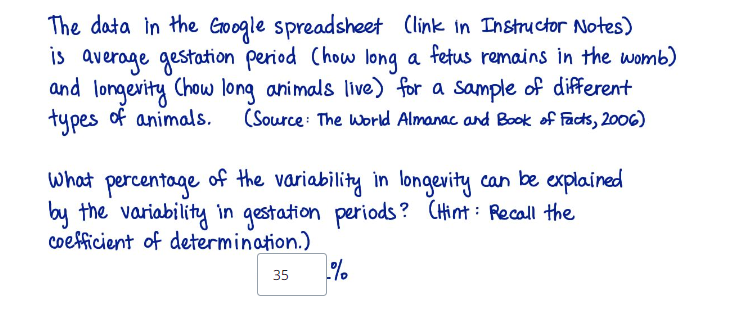 The data in the Google spreadsheet (link in Instructor Notes)
is average gestation period (how long a fetus remains in the womb)
and longevity (how long animals live) for a sample of different
types of animals. (Source: The World Almanac and Book of Facts, 2006)
What percentage of the variability in longevity can be explained
by the variability in gestation periods? (Hint: Recall the
coefficient of determination.)
35 %